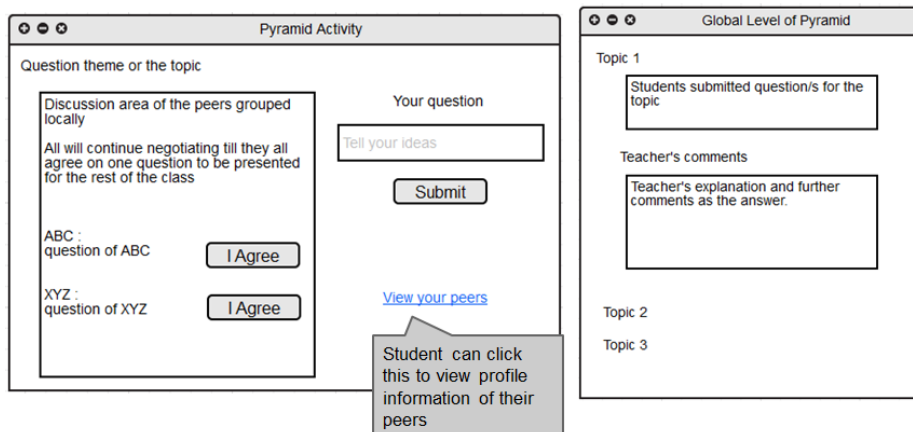 Pyramid Activity
Question theme or the topic
Discussion area of the peers grouped
locally
All will continue negotiating till they all
agree on one question to be presented
for the rest of the class
ABC :
question of ABC
I Agree
XYZ :
question of XYZ
I Agree
Your question
Tell your ideas
Submit
View your peers
Student can click
this to view profile
information of their
peers
Global Level of Pyramid
Topic 1
Students submitted question/s for the
topic
Teacher's comments
Teacher's explanation and further
comments as the answer.
Topic 2
Topic 3